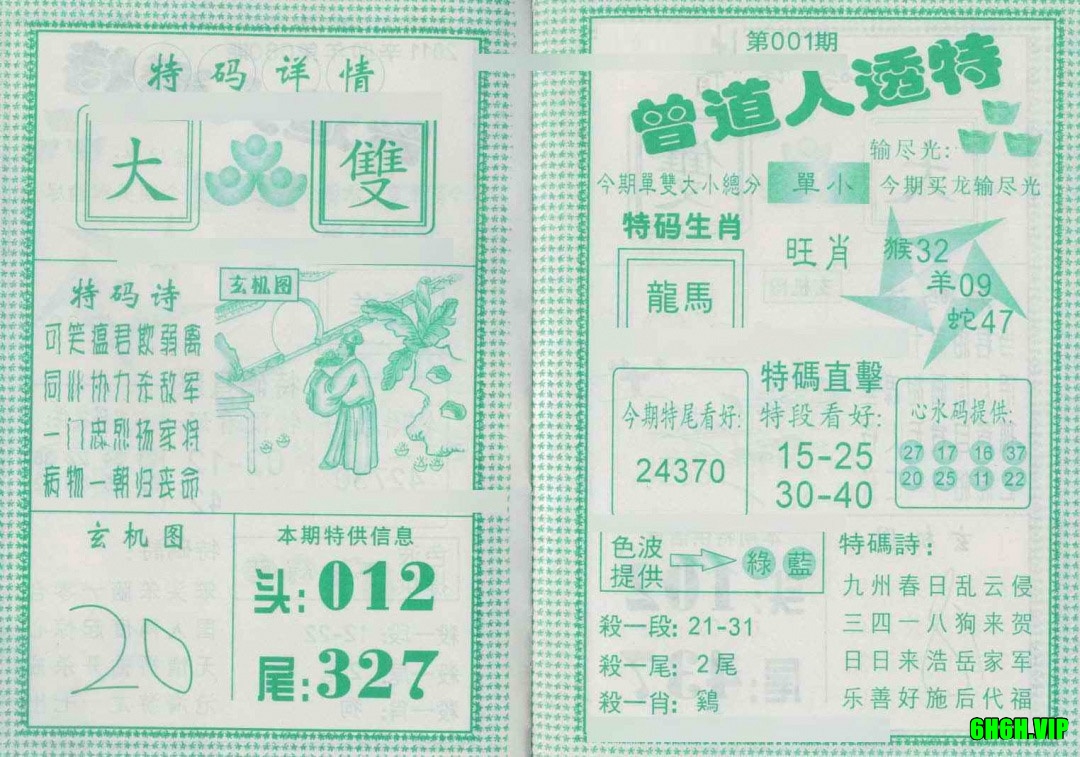 特码详情
大
雙
特码诗
可笑瘟君欺弱离
同州协力杀敌军
一门忠烈扬家将
病物一朝归丧命
玄机图
玄机图
20
本期特供信息
头:012
尾:327
第001期
曾道人透特
输尽光:
今期單雙大小總分
單小
今期买龙输尽光
特码生肖
龍馬
旺肖
猴32
羊09
蛇47
今期特尾看好:
24370
特碼直擊
特段看好:
15-25
30-40
心水码提供:
27 17 16 37
20 25 11 22
色波
提供
綠 藍
殺一段: 21-31
殺一尾: 2尾
殺一肖: 鷄
特碼詩:
九州春日乱云侵
三四一八狗来贺
日日来浩岳家军
乐善好施后代福
6H6H.VIP